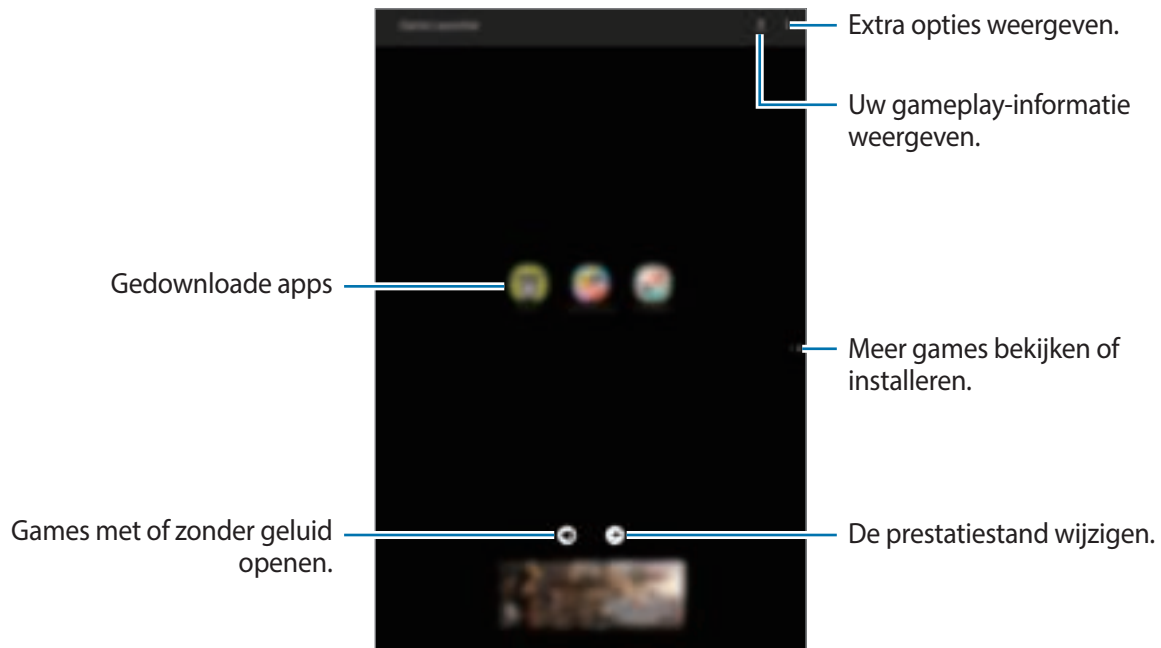 Extra opties weergeven.
Uw gameplay-informatie
weergeven.
Gedownloade apps
Meer games bekijken of
installeren.
Games met of zonder geluid
openen.
De prestatiestand wijzigen.